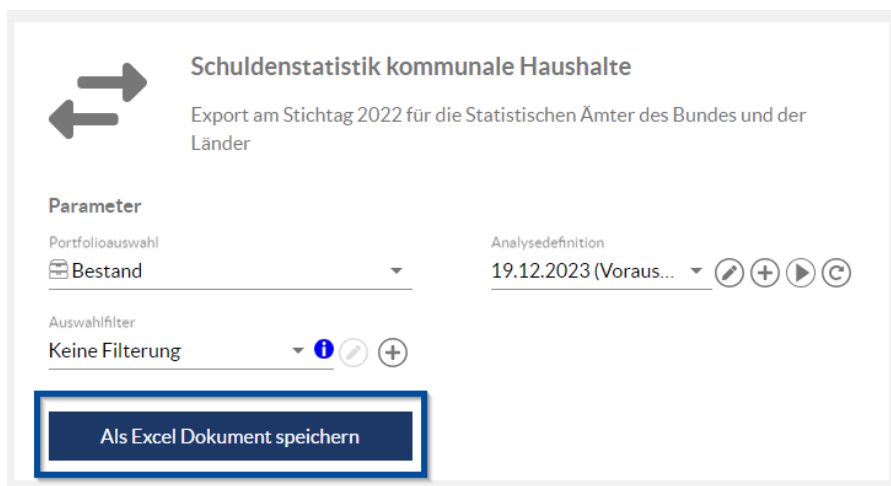 Schuldenstatistik kommunale Haushalte
Export am Stichtag 2022 für die Statistischen Ämter des Bundes und der
Länder
Parameter
Portfolioauswahl
Bestand
Analysedefinition
19.12.2023 (Voraus...
Auswahlfilter
Keine Filterung
Als Excel Dokument speichern